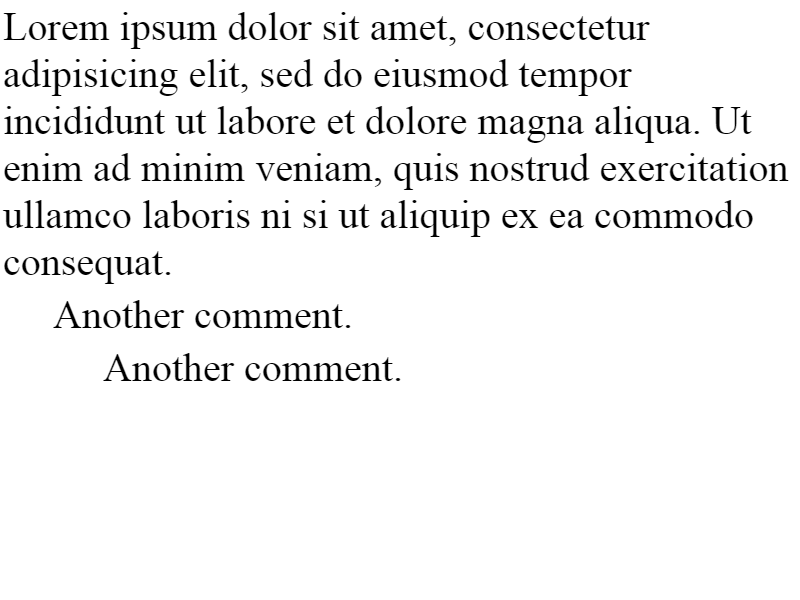 Lorem ipsum dolor sit amet, consectetur
adipisicing elit, sed do eiusmod tempor
incididunt ut labore et dolore magna aliqua. Ut
enim ad minim veniam, quis nostrud exercitation
ullamco laboris ni si ut aliquip ex ea commodo
consequat.
Another comment.
Another comment.